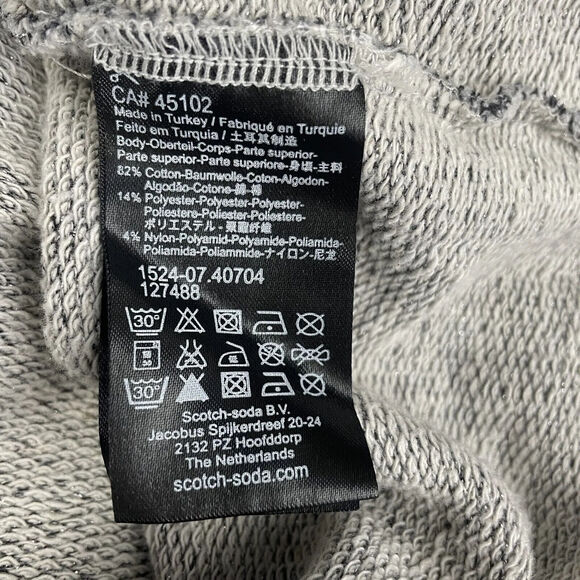 CA# 45102
Made in Turkey / Fabriqué en Turquie
Feito em Turquia / 土耳其制造
Body-Oberteil-Corps-Parte superior-
Parte superior-Parte superiore-身頃-主料
82% Cotton-Baumwolle-Coton-Algodon-
Algodão-Cotone-綿-棉
14% Polyester-Polyester-Polyester-
Poliestere-Poliester-Poliestere-
ポリエステル - 聚酯纤维
4% Nylon-Polyamid-Polyamide-Poliamida-
Poliamida-Poliammide-ナイロン-尼龙
1524-07.40704
127488
30°
30
30°
Scotch-soda B.V.
Jacobus Spijkerdreef 20-24
2132 PZ Hoofddorp
The Netherlands
scotch-soda.com